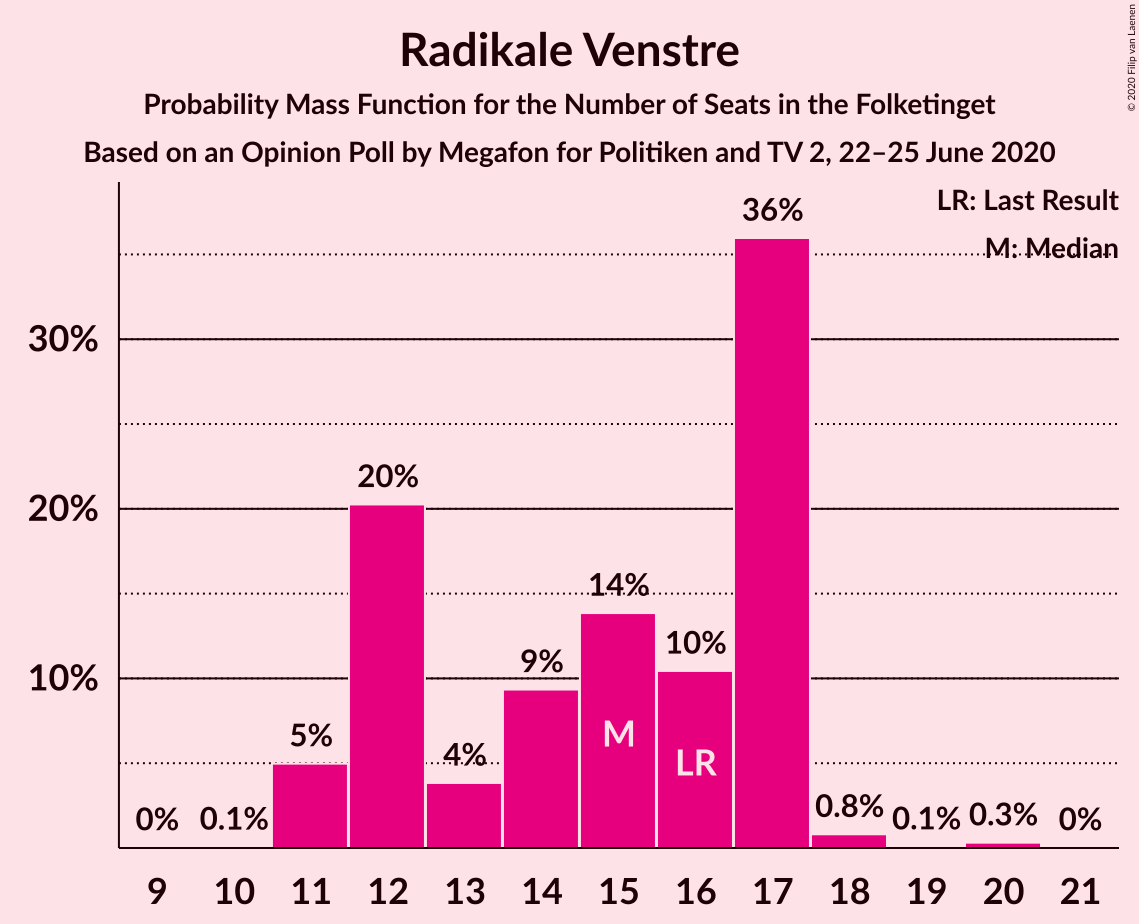 Radikale Venstre
Probability Mass Function for the Number of Seats in the Folketinget
Based on an Opinion Poll by Megafon for Politiken and TV 2, 22–25 June 2020
© 2020 Filip van Laenen
LR: Last Result
M: Median
36%
30%
20%
20%
14%
10%
9%
10%
5%
4%
M
LR
0%
0.1%
0.8%
0.1%
0.3%
0%
9 10 11 12 13 14 15 16 17 18 19 20 21